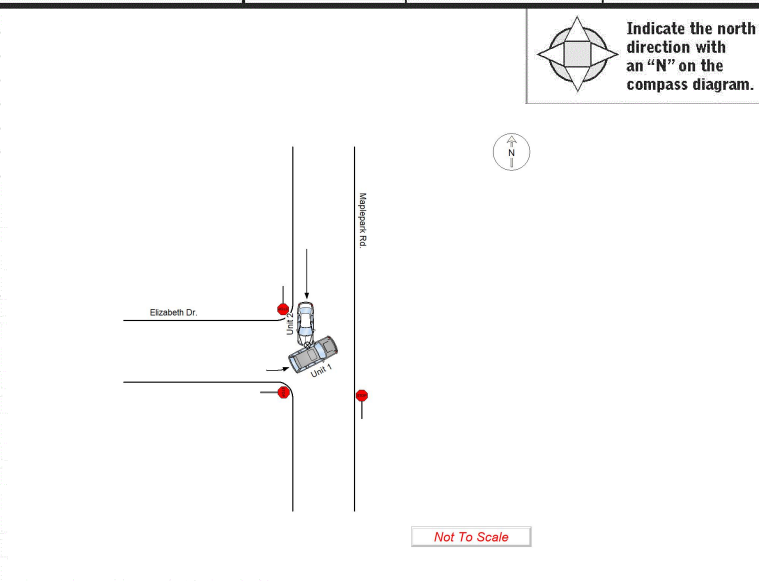 Indicate the north
direction with
an “N” on the
compass diagram.
N
Maplepark Rd.
Elizabeth Dr.
Unit 2
Unit 1
Not To Scale